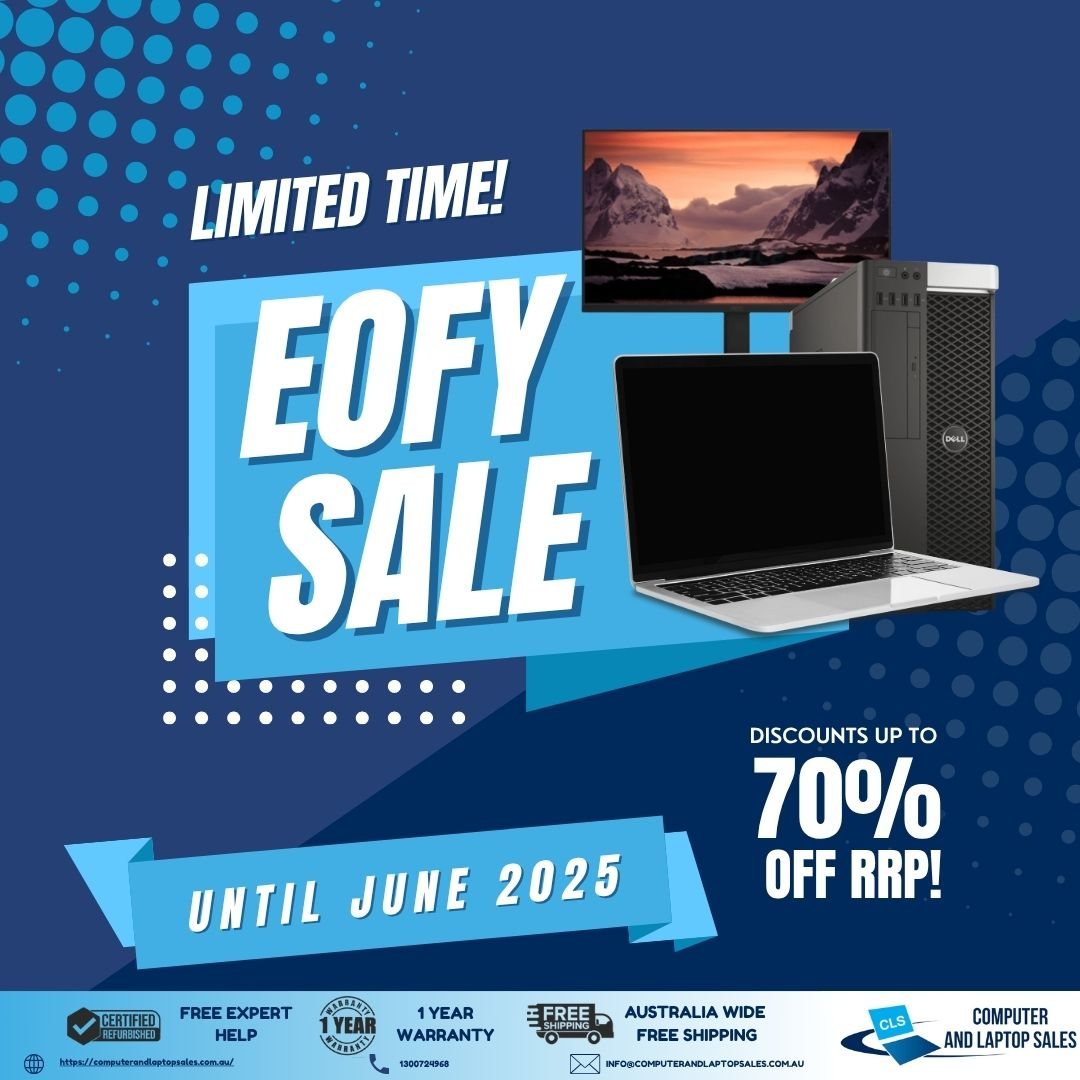 LIMITED TIME!
EOFY
SALE
DELL
DISCOUNTS UP TO
70%
OFF RRP!
UNTIL JUNE 2025
CERTIFIED
REFURBISHED
FREE EXPERT
HELP
WARRANTY
1 YEAR
WARRANTY
1 YEAR
WARRANTY
FREE
SHIPPING
AUSTRALIA WIDE
FREE SHIPPING
CLS
COMPUTER
AND LAPTOP SALES
https://computerandlaptopsales.com.au/
1300724968
INFO@COMPUTERANDLAPTOPSALES.COM.AU